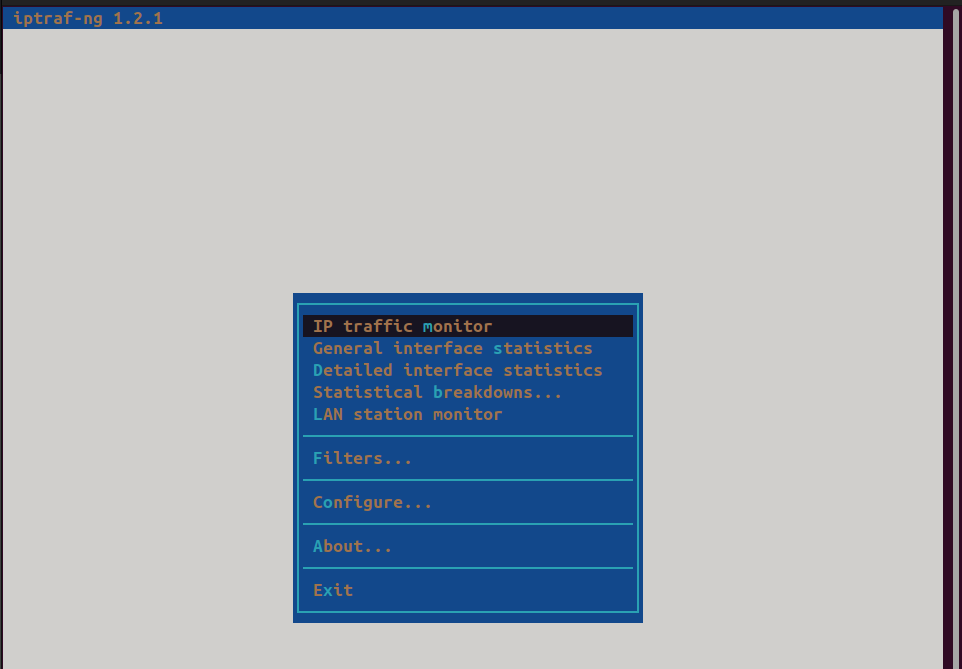 iptraf-ng 1.2.1
IP traffic monitor
General interface statistics
Detailed interface statistics
Statistical breakdowns...
LAN station monitor
Filters...
Configure...
About...
Exit